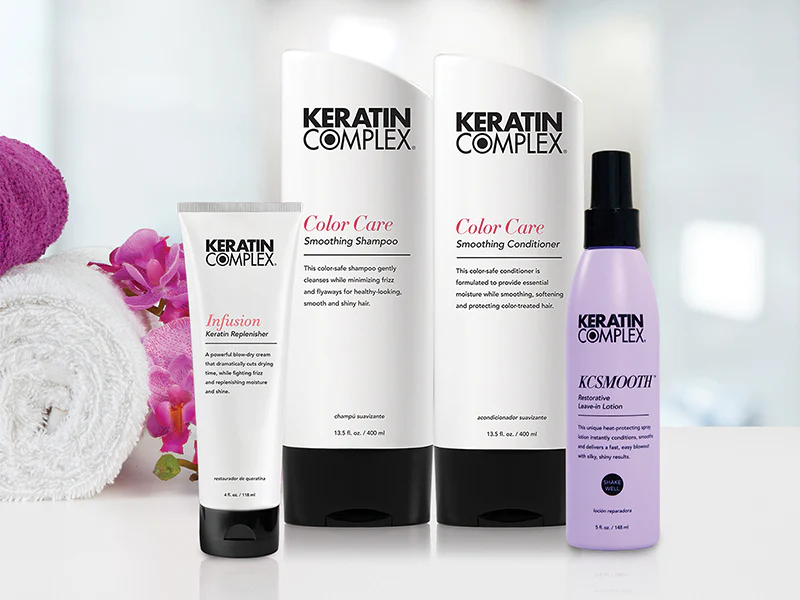 KERATIN
COMPLEX®
Infusion
Keratin Replenisher
A powerful blow-dry cream
that dramatically cuts drying
time, while fighting frizz
and replenishing moisture
and shine.
restaurador de queratina
4 fl. oz. / 118 ml
KERATIN
COMPLEX®
Color Care
Smoothing Shampoo
This color-safe shampoo gently
cleanses while minimizing frizz
and flyaways for healthy-looking,
smooth and shiny hair.
champú suavizante
13.5 fl. oz. / 400 ml
KERATIN
COMPLEX®
Color Care
Smoothing Conditioner
This color-safe conditioner is
formulated to provide essential
moisture while smoothing, softening
and protecting color-treated hair.
acondicionador suavizante
13.5 fl. oz. / 400 ml
KERATIN
COMPLEX®
KCSMOOTH™
Restorative
Leave-in Lotion
This unique heat-protecting spray
lotion instantly conditions, smooths
and delivers a fast, easy blowout
with silky, shiny results.
SHAKE
WELL
loción reparadora
5 fl. oz. / 148 ml